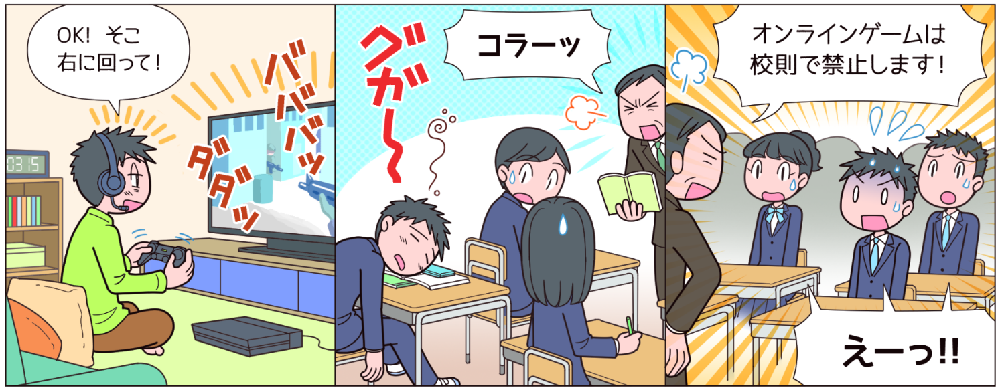 OK! そこ
右に回って!
バババッ
ダダダッ
0315
グガ～
コラーッ
オンラインゲームは
校則で禁止します!
えーっ!!